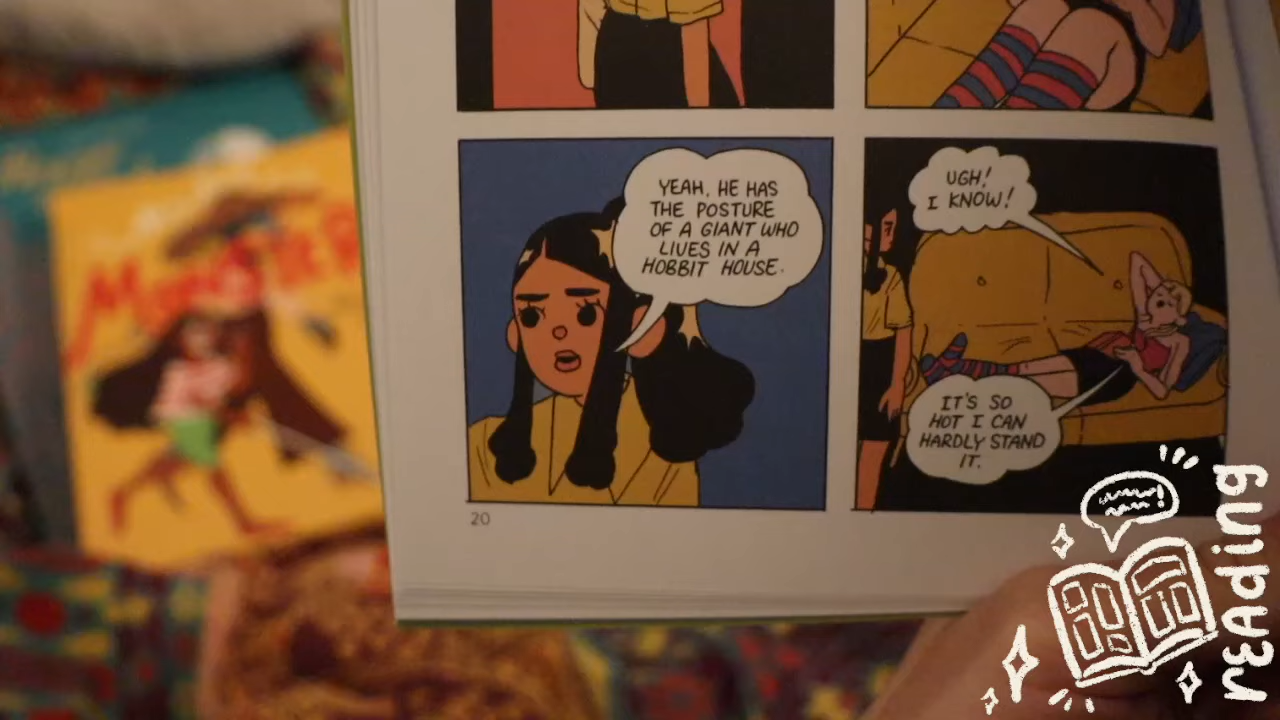 YEAH, HE HAS
THE POSTURE
OF A GIANT WHO
LIVES IN A
HOBBIT HOUSE.
UGH!
I KNOW!
IT'S SO
HOT I CAN
HARDLY STAND
IT.
20
MONSTER
rEAding